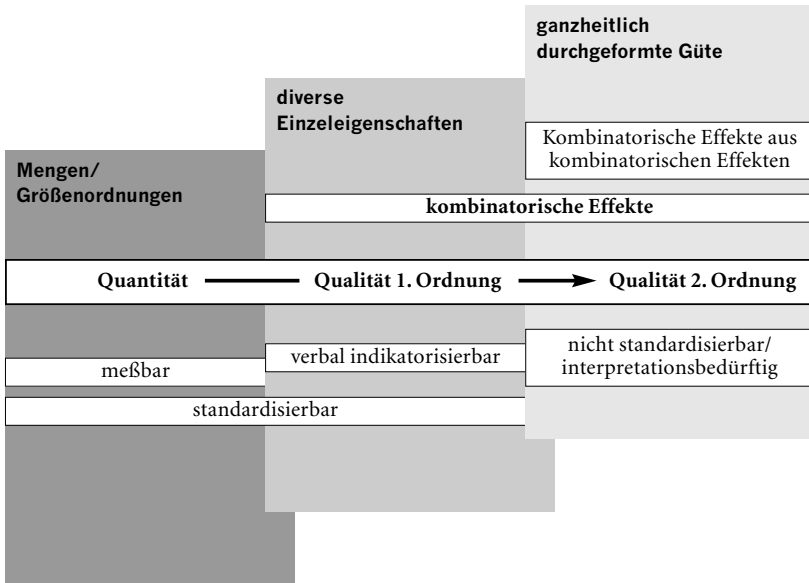 ganzheitlich
durchgeformte Güte
diverse
Einzeleigenschaften
Kombinatorische Effekte aus
kombinatorischen Effekten
Mengen/
Größenordnungen
kombinatorische Effekte
Quantität Qualität 1. Ordnung Qualität 2. Ordnung
nicht standardisierbar/
interpretationsbedürftig
verbal indikatorisierbar
meßbar
standardisierbar